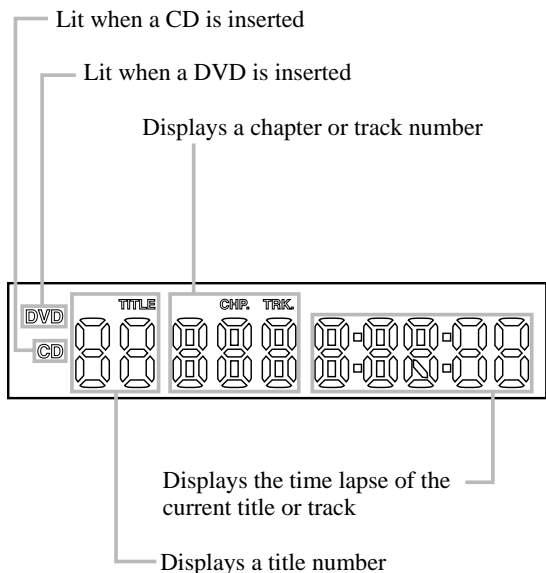 Lit when a CD is inserted
Lit when a DVD is inserted
Displays a chapter or track number
TITLE CHP. TRK.
DVD
CD
Displays the time lapse of the
current title or track
Displays a title number